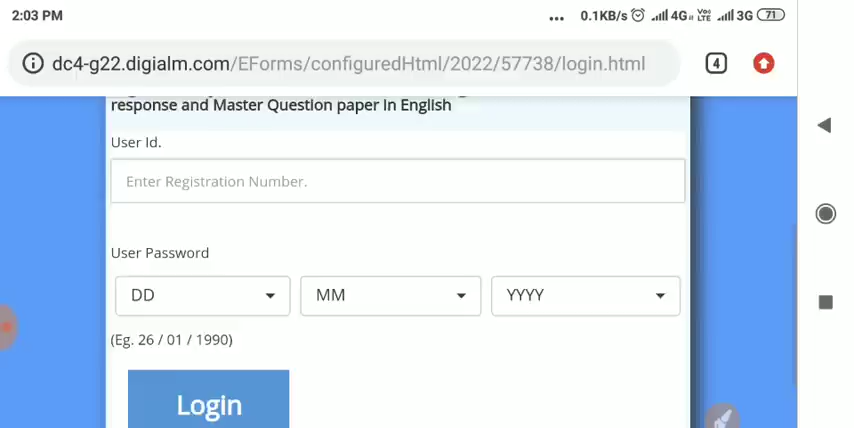 2:03 PM ... 0.1KB/s 4G Vo) LTE 3G 71
dc4-g22.digialm.com/EForms/configuredHtml/2022/57738/login.html 4
response and Master Question paper in English
User Id.
Enter Registration Number.
User Password
DD MM YYYY
(Eg. 26 / 01 / 1990)
Login